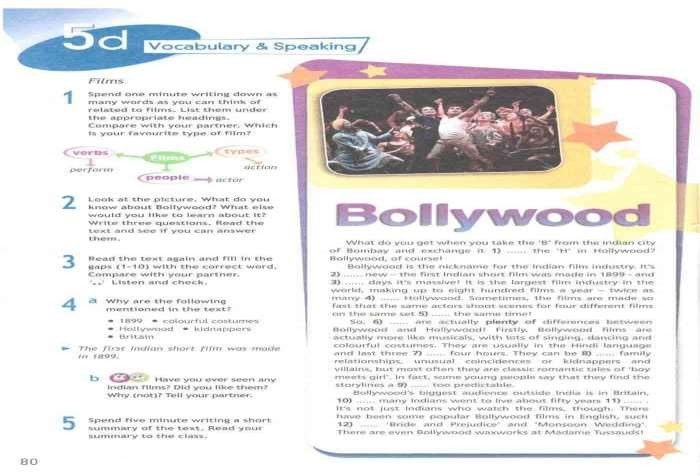 5d Vocabulary & Speaking
Films
1 Spend one minute writing down as
many words as you can think of
related to films. List them under
the appropriate headings.
Compare with your partner. Which
is your favourite type of film?
verbs Films types
perform action
people actor
2 Look at the picture. What do you
know about Bollywood? What else
would you like to learn about it?
Write three questions. Read the
text and see if you can answer
them.
3 Read the text again and fill in the
gaps (1-10) with the correct word.
Compare with your partner.
Listen and check.
4 a Why are the following
mentioned in the text?
• 1899 • colourful costumes
• Hollywood • kidnappers
• Britain
► The first Indian short film was made
in 1899.
b Have you ever seen any
Indian films? Did you like them?
Why (not)? Tell your partner.
5 Spend five minute writing a short
summary of the text. Read your
summary to the class.
80
Bollywood
What do you get when you take the 'B' from the Indian city
of Bombay and exchange it 1) ...... the 'H' in Hollywood?
Bollywood, of course!
Bollywood is the nickname for the Indian film industry. It's
2) ...... new – the first Indian short film was made in 1899 – and
3) ...... days it's massive! It is the largest film industry in the
world, making up to eight hundred films a year – twice as
many 4) ...... Hollywood. Sometimes, the films are made so
fast that the same actors shoot scenes for four different films
on the same set 5) ...... the same time!
So, 6) ...... are actually plenty of differences between
Bollywood and Hollywood! Firstly, Bollywood films are
actually more like musicals, with lots of singing, dancing and
colourful costumes. They are usually in the Hindi language
and last three 7) ...... four hours. They can be 8) ...... family
relationships, unusual coincidences or kidnappers and
villains, but most often they are classic romantic tales of 'boy
meets girl'. In fact, some young people say that they find the
storylines a 9) ...... too predictable.
Bollywood's biggest audience outside India is in Britain,
10) ...... many Indians went to live about fifty years 11) ...... .
It's not just Indians who watch the films, though. There
have been some popular Bollywood films in English, such
12) ...... 'Bride and Prejudice' and 'Monsoon Wedding'.
There are even Bollywood waxworks at Madame Tussauds!